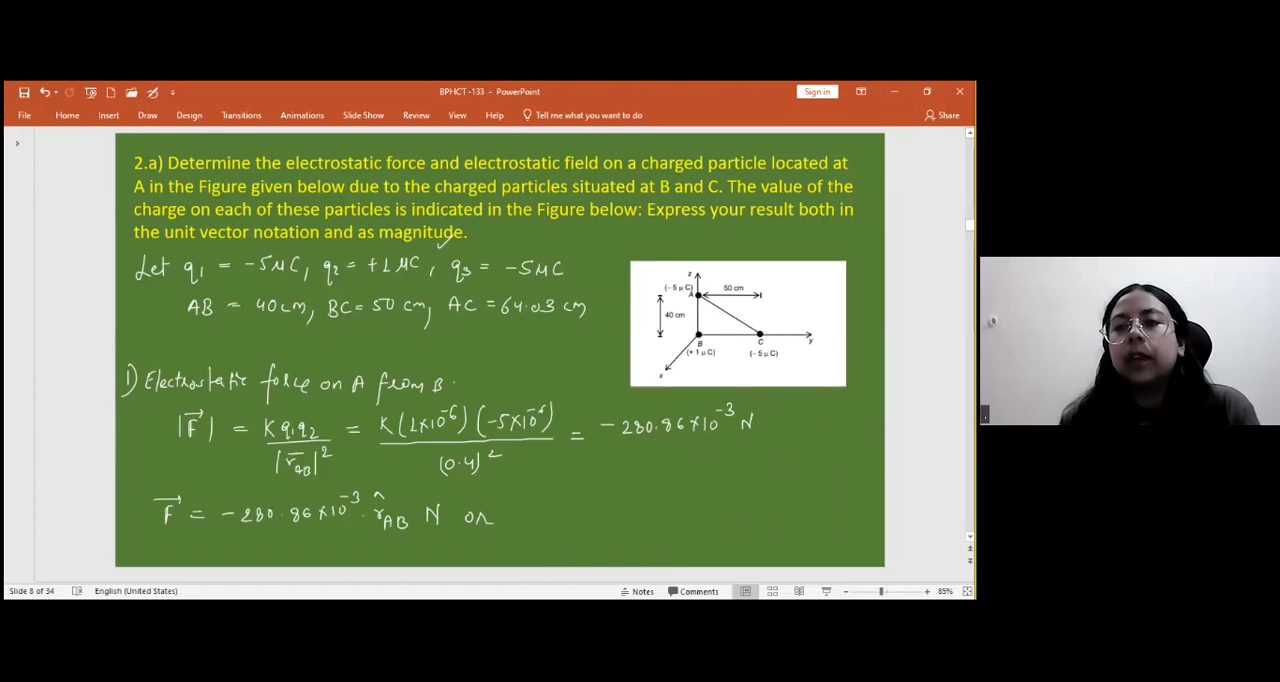 BPHCT -133 - PowerPoint
Sign in
File Home Insert Draw Design Transitions Animations Slide Show Review View Help Tell me what you want to do
Share
2.a) Determine the electrostatic force and electrostatic field on a charged particle located at
A in the Figure given below due to the charged particles situated at B and C. The value of the
charge on each of these particles is indicated in the Figure below: Express your result both in
the unit vector notation and as magnitude.
Let q1 = -5μC, q2 = +1μC, q3 = -5μC
AB = 40cm, BC = 50 cm, AC = 64.03 cm
z
(-5 μC)
A
50 cm
40 cm
y
B
C
(+ 1 μ C)
(- 5 μ C)
x
1) Electrostatic force on A from B.
|F⃗| = K q1 q2 / |r⃗AB|² = K (1×10⁻⁶) (-5×10⁻⁶) / (0.4)² = - 280.86×10⁻³ N
F⃗ = - 280.86×10⁻³ . r̂AB N or
Slide 8 of 34
English (United States)
Notes
Comments
85%